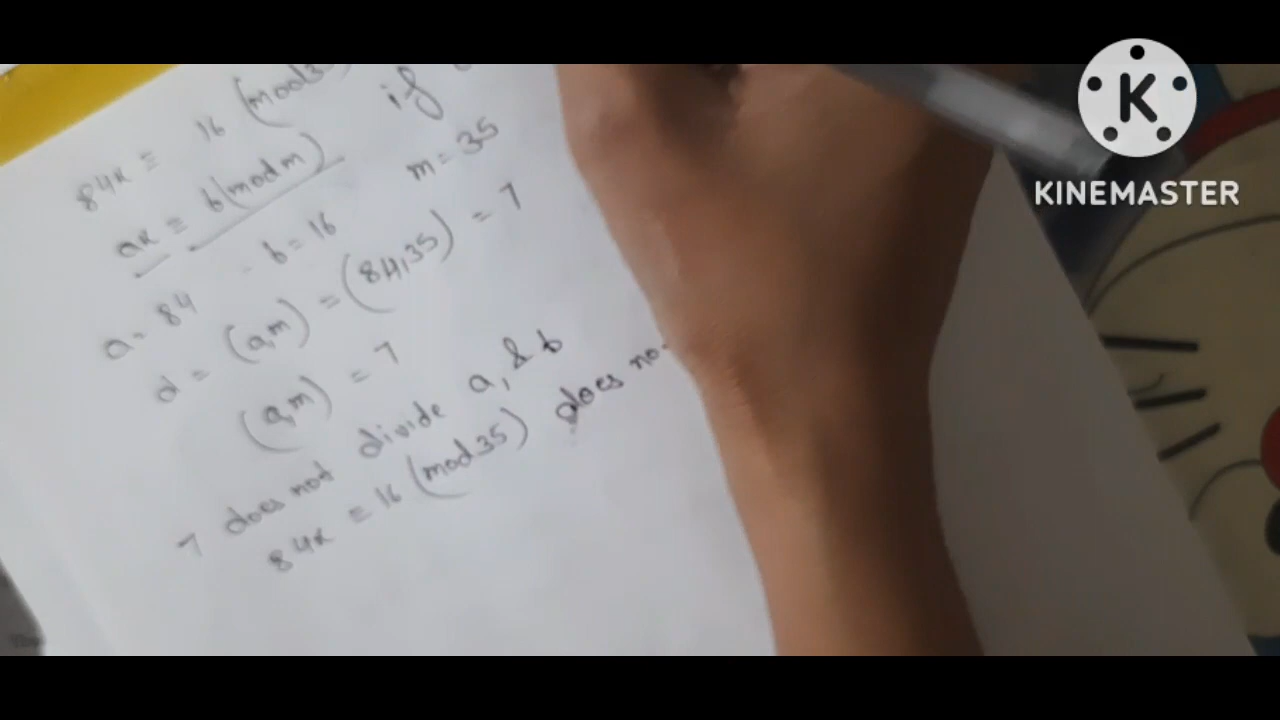 84x ≡ 16 (mod 35
ax ≡ b(mod m) if
a = 84 b = 16 m = 35
d = (a,m) = (84,35) = 7
(a,m) = 7
7 does not divide a, & b
84x ≡ 16 (mod 35) does no
K
KINEMASTER